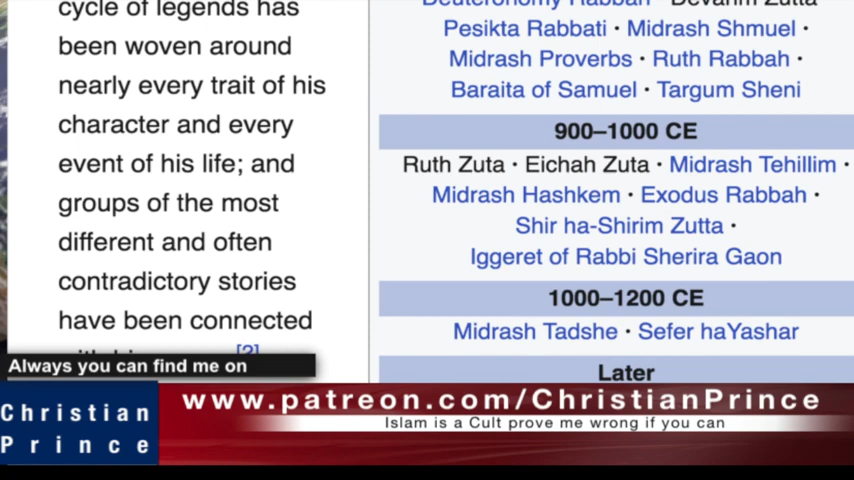 cycle of legends has
been woven around
nearly every trait of his
character and every
event of his life; and
groups of the most
different and often
contradictory stories
have been connected
[2]
Deuteronomy Rabbah · Devarim Zutta
Pesikta Rabbati · Midrash Shmuel ·
Midrash Proverbs · Ruth Rabbah ·
Baraita of Samuel · Targum Sheni
900–1000 CE
Ruth Zuta · Eichah Zuta · Midrash Tehillim ·
Midrash Hashkem · Exodus Rabbah ·
Shir ha-Shirim Zutta ·
Iggeret of Rabbi Sherira Gaon
1000–1200 CE
Midrash Tadshe · Sefer haYashar
Later
Always you can find me on
Christian
Prince
www.patreon.com/ChristianPrince
Islam is a Cult prove me wrong if you can